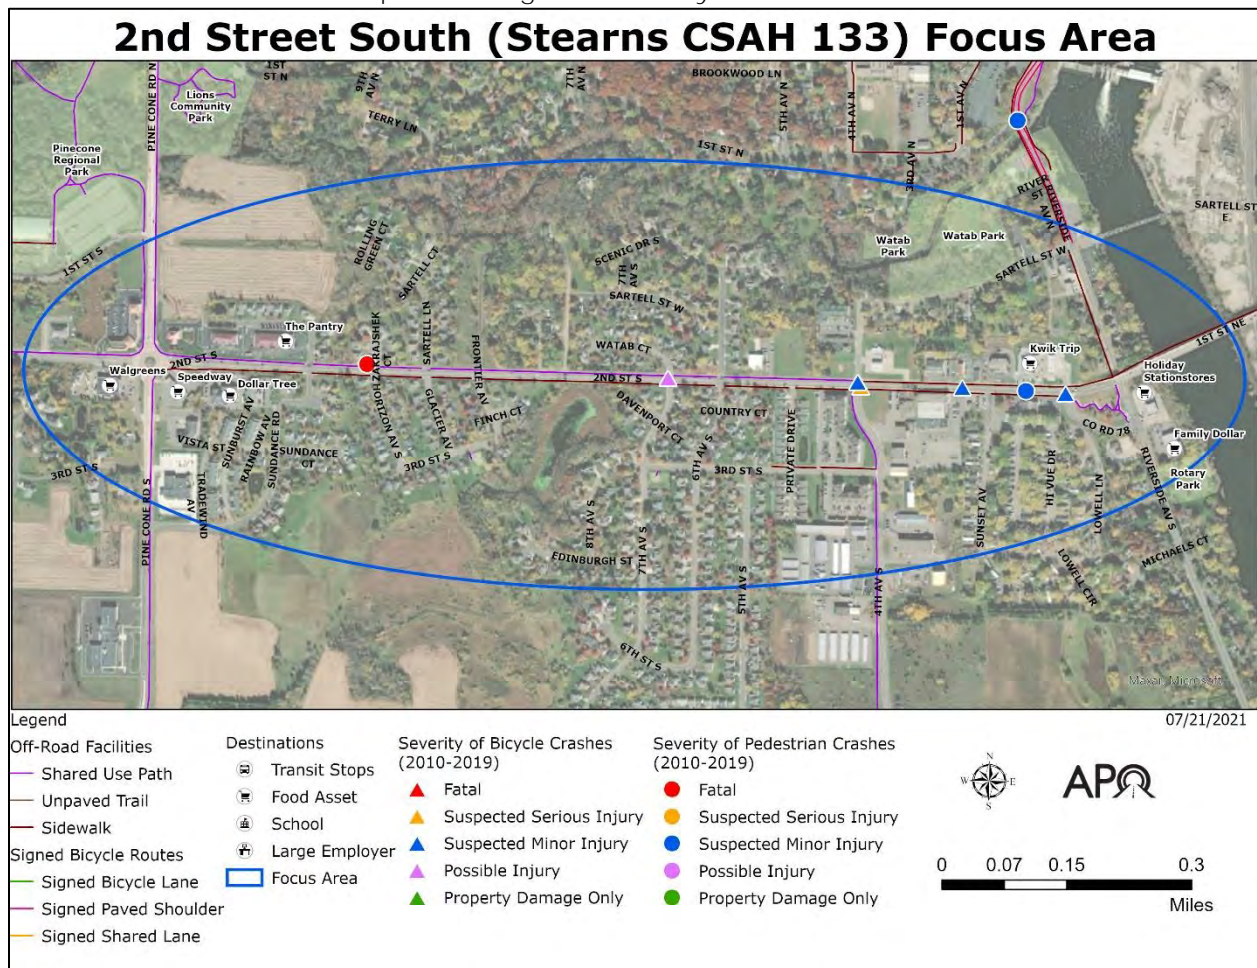 2nd Street South (Stearns CSAH 133) Focus Area
1ST
ST N
9TH
AV N
7TH
AV N
BROOKWOOD LN
5TH AV N
4TH AV N
1ST AV N
PINE CONE RD N
Lions
Community
Park
TERRY LN
Pinecone
Regional
Park
1ST ST N
3RD AV N
RIVER
ST
RIVERSIDE
AV N
SARTELL ST
E
ROLLING
GREEN CT
SCENIC DR S
Watab
Park
Watab Park
1ST ST S
SARTELL CT
7TH
AV S
SARTELL ST W
SARTELL ST W
The Pantry
ZAKRAJSHEK
CT
SARTELL LN
FRONTIER AV
WATAB CT
Kwik Trip
1ST ST NE
2ND ST S
Walgreens
Speedway
Dollar Tree
2ND ST S
Holiday
Stationstores
SUNBURST AV
RAINBOW AV
SUNDANCE RD
HORIZON AV S
GLACIER AV
FINCH CT
DAVENPORT CT
COUNTRY CT
PRIVATE DRIVE
CO RD 78
Family Dollar
VISTA ST
SUNDANCE
CT
3RD ST S
3RD ST S
6TH AV S
3RD ST S
HI VUE DR
LOWELL LN
RIVERSIDE AV S
Rotary
Park
TRADEWIND
AV
PINE CONE RD S
8TH AV S
7TH AV S
SUNSET AV
EDINBURGH ST
5TH AV S
4TH AV S
LOWELL CIR
MICHAELS CT
6TH ST S
Maxar, Microsoft
07/21/2021
Legend
Off-Road Facilities
Shared Use Path
Unpaved Trail
Sidewalk
Signed Bicycle Routes
Signed Bicycle Lane
Signed Paved Shoulder
Signed Shared Lane
Destinations
Transit Stops
Food Asset
School
Large Employer
Focus Area
Severity of Bicycle Crashes
(2010-2019)
Fatal
Suspected Serious Injury
Suspected Minor Injury
Possible Injury
Property Damage Only
Severity of Pedestrian Crashes
(2010-2019)
Fatal
Suspected Serious Injury
Suspected Minor Injury
Possible Injury
Property Damage Only
N
W E
S
APO
0 0.07 0.15 0.3
Miles